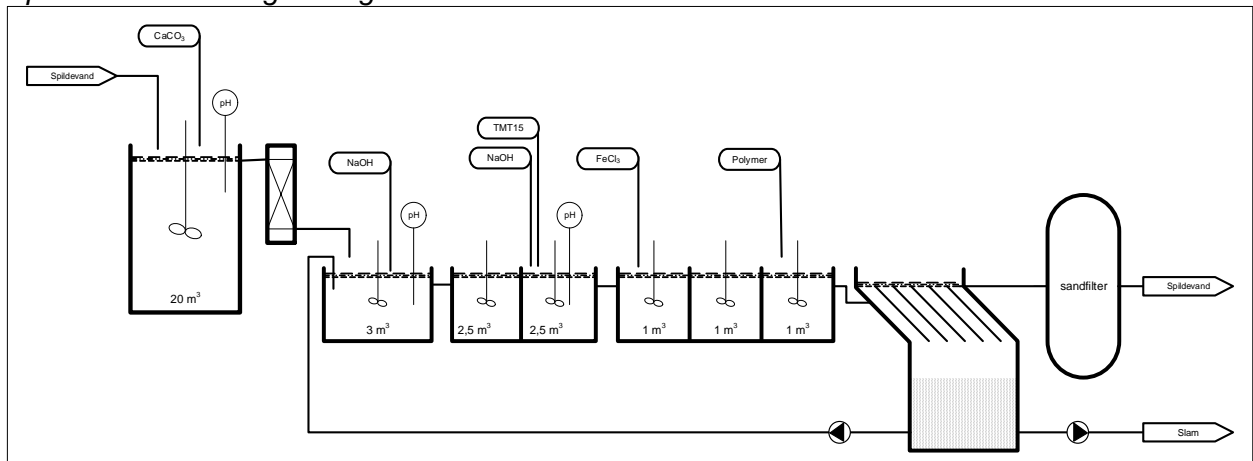 CaCO₃
Spildevand
pH
TMT15
NaOH
NaOH
FeCl₃
Polymer
pH
pH
sandfilter
Spildevand
20 m³
3 m³
2,5 m³
2,5 m³
1 m³
1 m³
1 m³
Slam